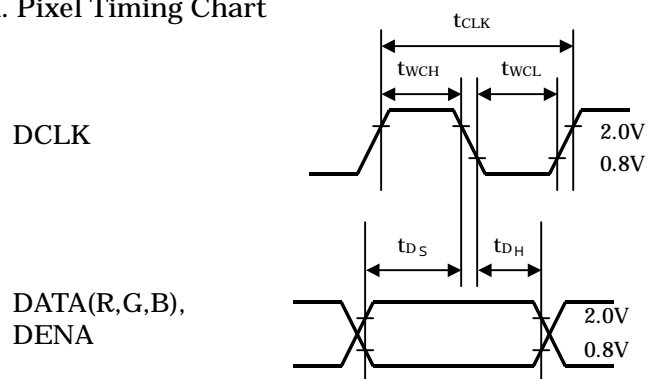 . Pixel Timing Chart
tCLK
tWCH
tWCL
DCLK
2.0V
0.8V
tDS
tDH
DATA(R,G,B),
DENA
2.0V
0.8V